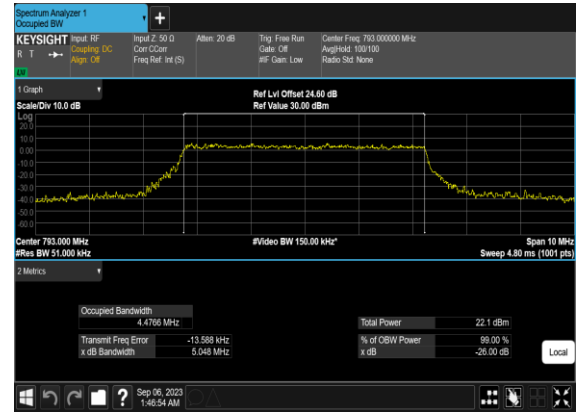 Spectrum Analyzer 1
Occupied BW
+
KEYSIGHT Input: RF Input Z: 50 Ω Atten: 20 dB Trig: Free Run Center Freq: 793.000000 MHz
R T Coupling: DC Corr CCorr Gate: Off Avg|Hold: 100/100
Align: Off Freq Ref: Int (S) #IF Gain: Low Radio Std: None
LXI
1 Graph Ref Lvl Offset 24.60 dB
Scale/Div 10.0 dB Ref Value 30.00 dBm
Log
20.0
10.0
0.00
-10.0
-20.0
-30.0
-40.0
-50.0
-60.0
Center 793.000 MHz #Video BW 150.00 kHz* Span 10 MHz
#Res BW 51.000 kHz Sweep 4.80 ms (1001 pts)
2 Metrics
Occupied Bandwidth
4.4766 MHz Total Power 22.1 dBm
Transmit Freq Error -13.588 kHz % of OBW Power 99.00 %
x dB Bandwidth 5.048 MHz x dB -26.00 dB
Local
? Sep 06, 2023
1:46:54 AM